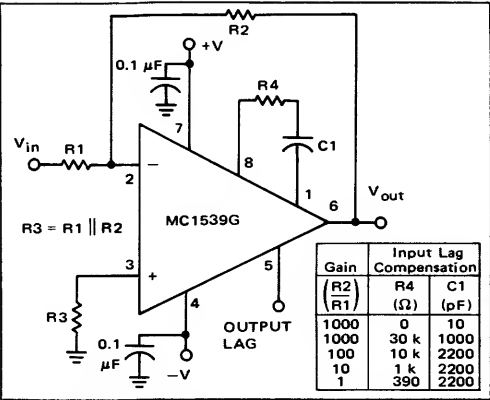 R2
+V
0.1 µF
R4
7
8
C1
Vin
R1
−
2
1
6
Vout
MC1539G
R3 = R1 || R2
3
+
5
4
R3
0.1
µF
−V
OUTPUT
LAG
Input Lag
Gain Compensation
(R2/R1) R4 C1
(Ω) (pF)
1000 0 10
1000 30 k 1000
100 10 k 2200
10 1 k 2200
1 390 2200